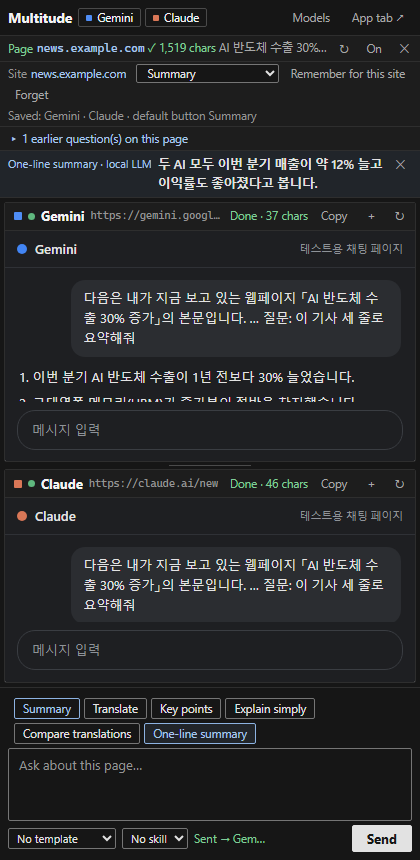 Multitude Gemini Claude Models App tab ↗
Page news.example.com ✓ 1,519 chars AI 반도체 수출 30%... ↻ On ×
Site news.example.com Summary Remember for this site
Forget
Saved: Gemini · Claude · default button Summary
▸ 1 earlier question(s) on this page
One-line summary · local LLM 두 AI 모두 이번 분기 매출이 약 12% 늘고 ×
이익률도 좋아졌다고 봅니다.
Gemini https://gemini.googl... Done · 37 chars Copy + ↻
Gemini 테스트용 채팅 페이지
다음은 내가 지금 보고 있는 웹페이지 「AI 반도체 수
출 30% 증가」의 본문입니다. ... 질문: 이 기사 세 줄로
요약해줘
1. 이번 분기 AI 반도체 수출이 1년 전보다 30% 늘었습니다.
메시지 입력
Claude https://claude.ai/new Done · 46 chars Copy + ↻
Claude 테스트용 채팅 페이지
다음은 내가 지금 보고 있는 웹페이지 「AI 반도체 수
출 30% 증가」의 본문입니다. ... 질문: 이 기사 세 줄로
요약해줘
메시지 입력
Summary Translate Key points Explain simply
Compare translations One-line summary
Ask about this page...
No template No skill Sent → Gem... Send